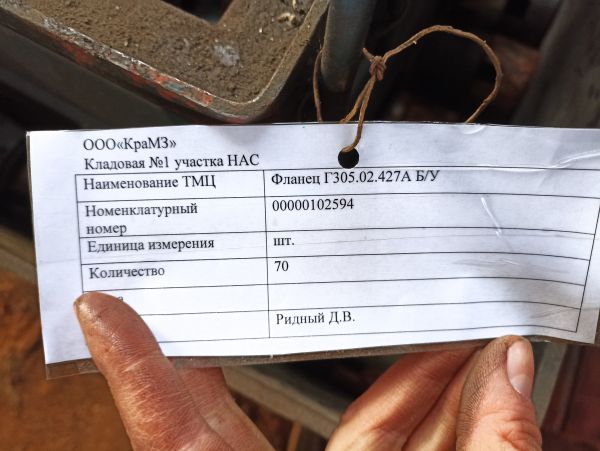 ООО«КраМЗ»
Кладовая №1 участка НАС
Наименование ТМЦ Фланец Г305.02.427А Б/У
Номенклатурный номер 00000102594
Единица измерения шт.
Количество 70
Ридный Д.В.